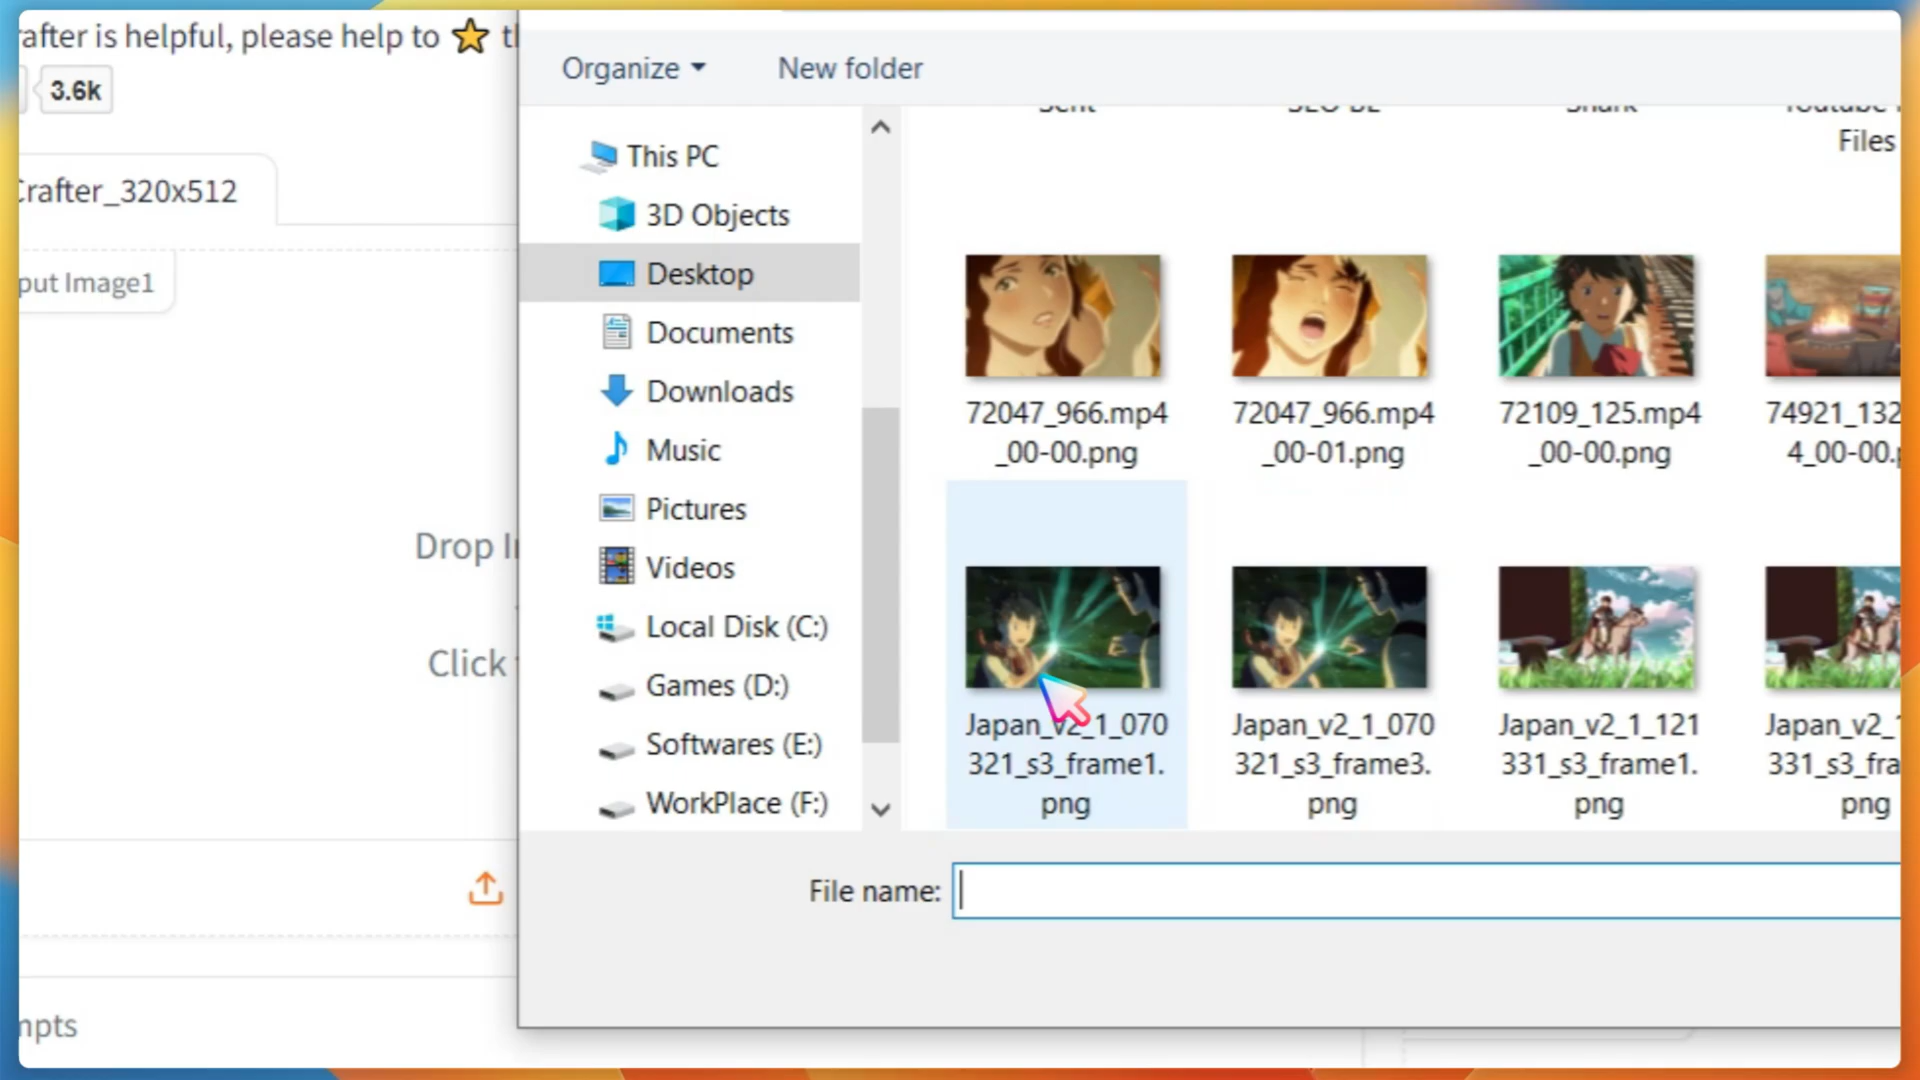 rafter is helpful, please help to
3.6k
Crafter_320x512
put Image1
Click
mpts
Organize
New folder
This PC
3D Objects
Desktop
Documents
Downloads
Music
Pictures
Videos
Local Disk (C:)
Games (D:)
Softwares (E:)
WorkPlace (F:)
Files
72047_966.mp4
_00-00.png
72047_966.mp4
_00-01.png
72109_125.mp4
_00-00.png
74921_132
4_00-00.
Japan_v2_1_070
321_s3_frame1.
png
Japan_v2_1_070
321_s3_frame3.
png
Japan_v2_1_121
331_s3_frame1.
png
Japan_v2_
331_s3_fra
png
File name: